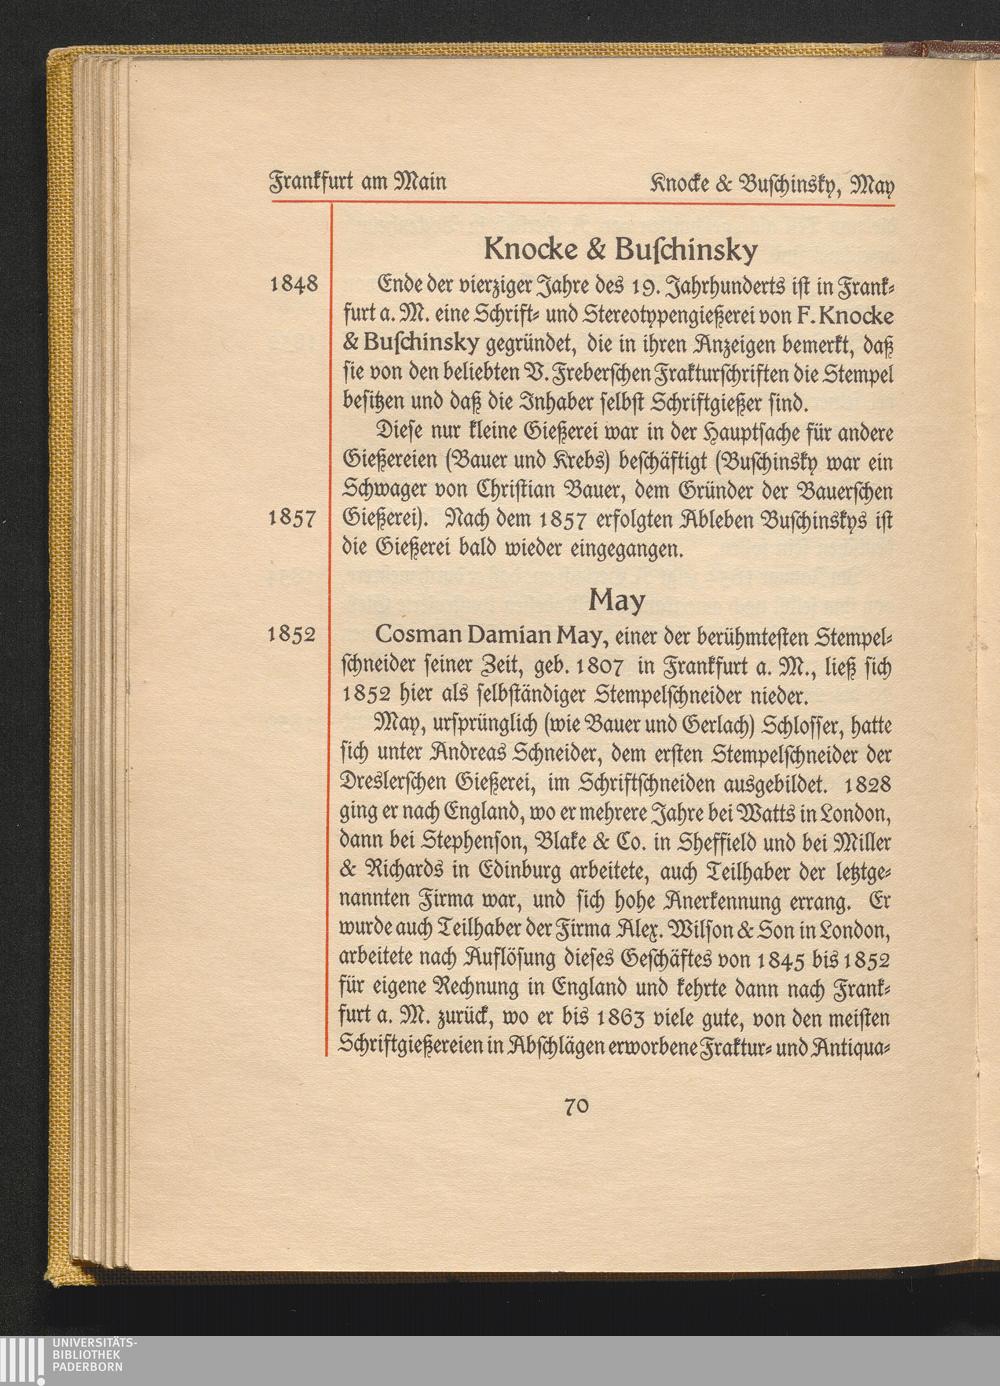 Frankfurt am Main Knocke & Buſchinsky, May
Knocke & Buſchinsky
1848 Ende der vierziger Jahre des 19. Jahrhunderts iſt in Frank⸗
furt a. M. eine Schrift⸗ und Stereotypengießerei von F. Knocke
& Buſchinsky gegründet, die in ihren Anzeigen bemerkt, daß
ſie von den beliebten V. Freberſchen Frakturſchriften die Stempel
beſitzen und daß die Inhaber ſelbſt Schriftgießer ſind.
Dieſe nur kleine Gießerei war in der Hauptſache für andere
Gießereien (Bauer und Krebs) beſchäftigt (Buſchinsky war ein
Schwager von Chriſtian Bauer, dem Gründer der Bauerſchen
1857 Gießerei). Nach dem 1857 erfolgten Ableben Buſchinskys iſt
die Gießerei bald wieder eingegangen.
May
1852 Cosman Damian May, einer der berühmteſten Stempel⸗
ſchneider ſeiner Zeit, geb. 1807 in Frankfurt a. M., ließ ſich
1852 hier als ſelbſtändiger Stempelſchneider nieder.
May, urſprünglich (wie Bauer und Gerlach) Schloſſer, hatte
ſich unter Andreas Schneider, dem erſten Stempelſchneider der
Dreslerſchen Gießerei, im Schriftſchneiden ausgebildet. 1828
ging er nach England, wo er mehrere Jahre bei Watts in London,
dann bei Stephenſon, Blake & Co. in Sheffield und bei Miller
& Richards in Edinburg arbeitete, auch Teilhaber der letztge⸗
nannten Firma war, und ſich hohe Anerkennung errang. Er
wurde auch Teilhaber der Firma Alex. Wilſon & Son in London,
arbeitete nach Auflöſung dieſes Geſchäftes von 1845 bis 1852
für eigene Rechnung in England und kehrte dann nach Frank⸗
furt a. M. zurück, wo er bis 1863 viele gute, von den meiſten
Schriftgießereien in Abſchlägen erworbene Fraktur⸗ und Antiqua⸗
70
UNIVERSITÄTS-
BIBLIOTHEK
PADERBORN